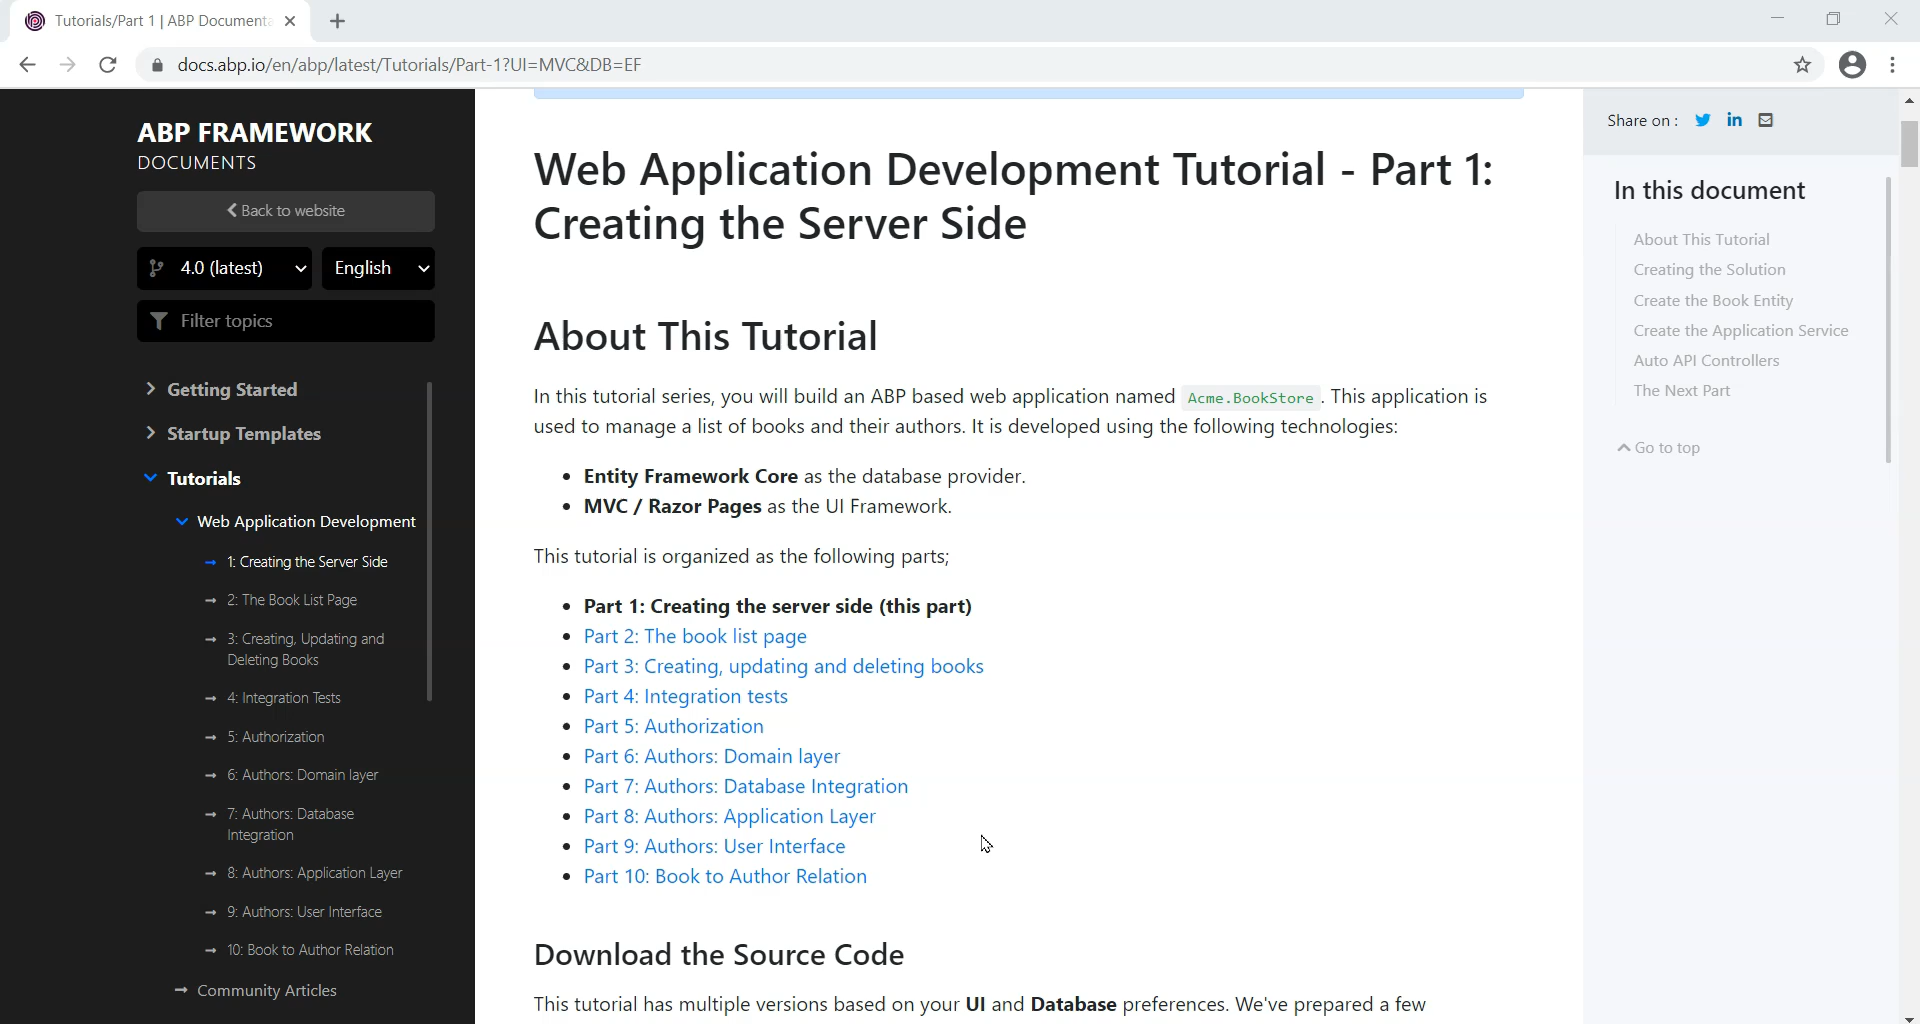 Tutorials/Part 1 | ABP Documenta
docs.abp.io/en/abp/latest/Tutorials/Part-1?UI=MVC&DB=EF
ABP FRAMEWORK
DOCUMENTS
Back to website
4.0 (latest)
English
Filter topics
Getting Started
Startup Templates
Tutorials
Web Application Development
1: Creating the Server Side
2: The Book List Page
3: Creating, Updating and
Deleting Books
4: Integration Tests
5: Authorization
6: Authors: Domain layer
7: Authors: Database
Integration
8: Authors: Application Layer
9: Authors: User Interface
10: Book to Author Relation
Community Articles
Web Application Development Tutorial - Part 1:
Creating the Server Side
About This Tutorial
In this tutorial series, you will build an ABP based web application named Acme.BookStore . This application is
used to manage a list of books and their authors. It is developed using the following technologies:
• Entity Framework Core as the database provider.
• MVC / Razor Pages as the UI Framework.
This tutorial is organized as the following parts;
• Part 1: Creating the server side (this part)
• Part 2: The book list page
• Part 3: Creating, updating and deleting books
• Part 4: Integration tests
• Part 5: Authorization
• Part 6: Authors: Domain layer
• Part 7: Authors: Database Integration
• Part 8: Authors: Application Layer
• Part 9: Authors: User Interface
• Part 10: Book to Author Relation
Download the Source Code
This tutorial has multiple versions based on your UI and Database preferences. We've prepared a few
Share on :
In this document
About This Tutorial
Creating the Solution
Create the Book Entity
Create the Application Service
Auto API Controllers
The Next Part
Go to top